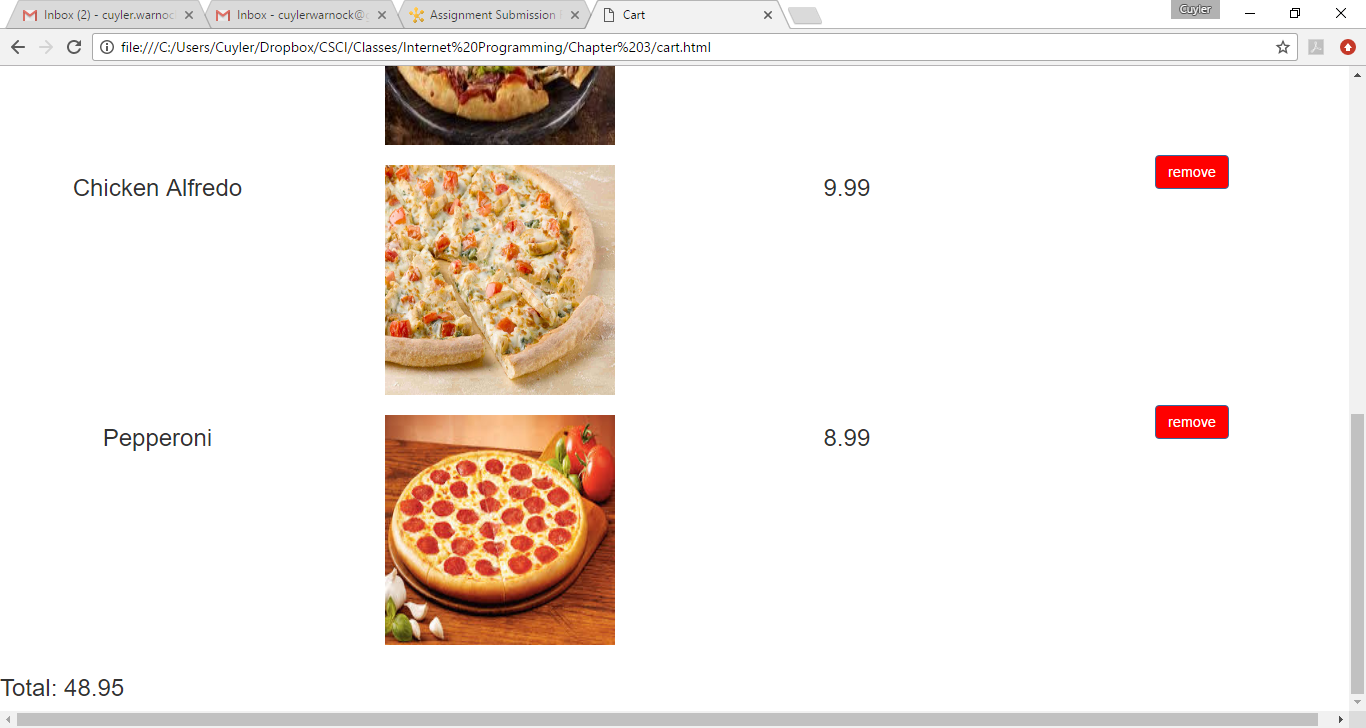 Inbox (2) - cuyler.warnoc
Inbox - cuylerwarnock@
Assignment Submission
Cart
Cuyler
file:///C:/Users/Cuyler/Dropbox/CSCI/Classes/Internet%20Programming/Chapter%203/cart.html
Chicken Alfredo 9.99 remove
Pepperoni 8.99 remove
Total: 48.95